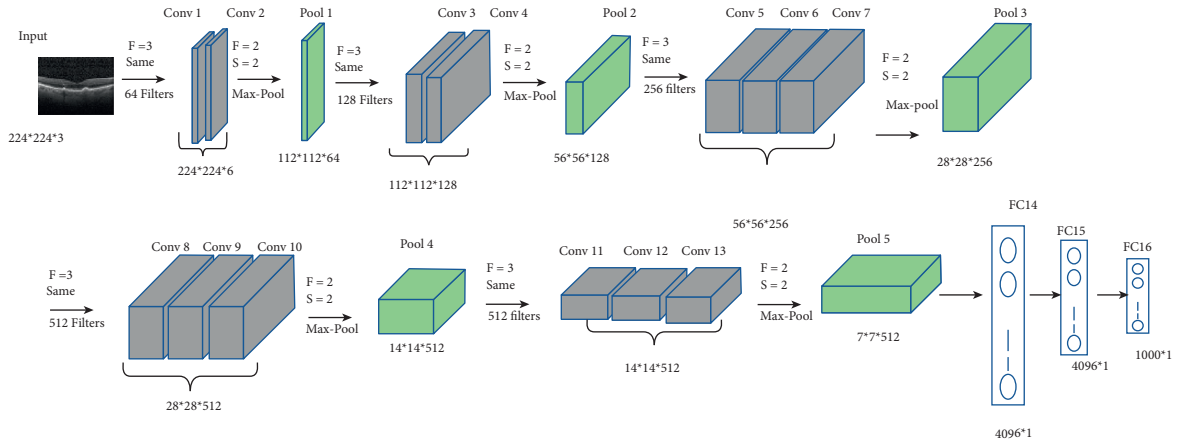 Input
224*224*3
F =3
Same
64 Filters
Conv 1
Conv 2
224*224*6
F = 2
S = 2
Max-Pool
Pool 1
112*112*64
F =3
Same
128 Filters
Conv 3
Conv 4
112*112*128
F = 2
S = 2
Max-Pool
Pool 2
56*56*128
F = 3
Same
256 filters
Conv 5
Conv 6
Conv 7
56*56*256
F = 2
S = 2
Max-pool
Pool 3
28*28*256
F =3
Same
512 Filters
Conv 8
Conv 9
Conv 10
28*28*512
F = 2
S = 2
Max-Pool
Pool 4
14*14*512
F = 3
Same
512 filters
Conv 11
Conv 12
Conv 13
14*14*512
F = 2
S = 2
Max-Pool
Pool 5
7*7*512
FC14
4096*1
FC15
4096*1
FC16
1000*1